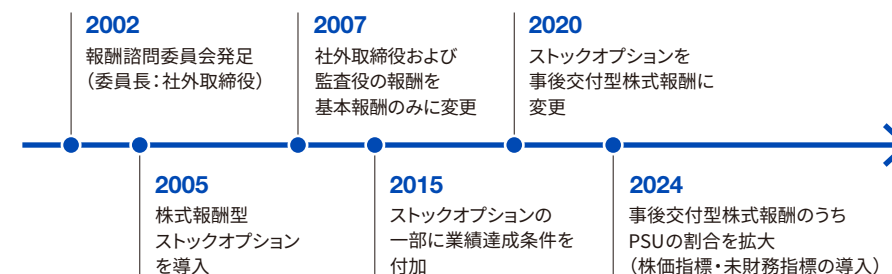 2002
報酬諮問委員会発足
（委員長：社外取締役）
2007
社外取締役および
監査役の報酬を
基本報酬のみに変更
2020
ストックオプションを
事後交付型株式報酬に
変更
2005
株式報酬型
ストックオプション
を導入
2015
ストックオプションの
一部に業績達成条件を
付加
2024
事後交付型株式報酬のうち
PSUの割合を拡大
（株価指標・未財務指標の導入）